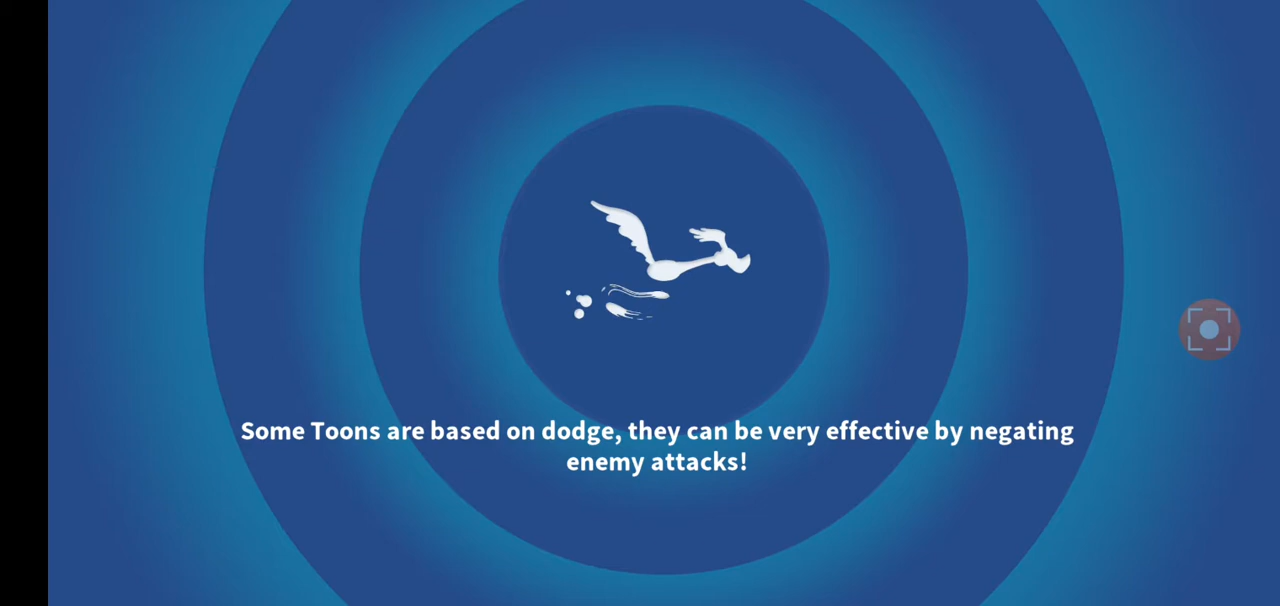 Some Toons are based on dodge, they can be very effective by negating
enemy attacks!